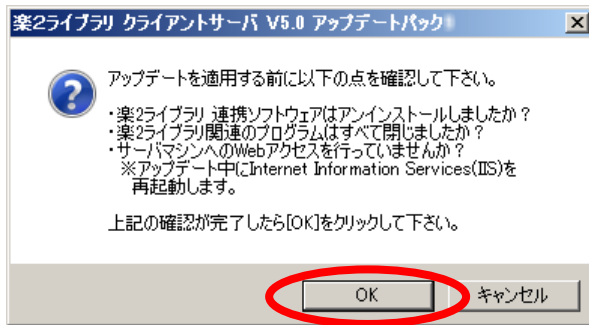 楽2ライブラリ クライアントサーバ V5.0 アップデートパック
アップデートを適用する前に以下の点を確認して下さい。
・楽2ライブラリ 連携ソフトウェアはアンインストールしましたか？
・楽2ライブラリ関連のプログラムはすべて閉じましたか？
・サーバマシンへのWebアクセスを行っていませんか？
※アップデート中にInternet Information Services(IIS)を
再起動します。
上記の確認が完了したら[OK]をクリックして下さい。
OK
キャンセル